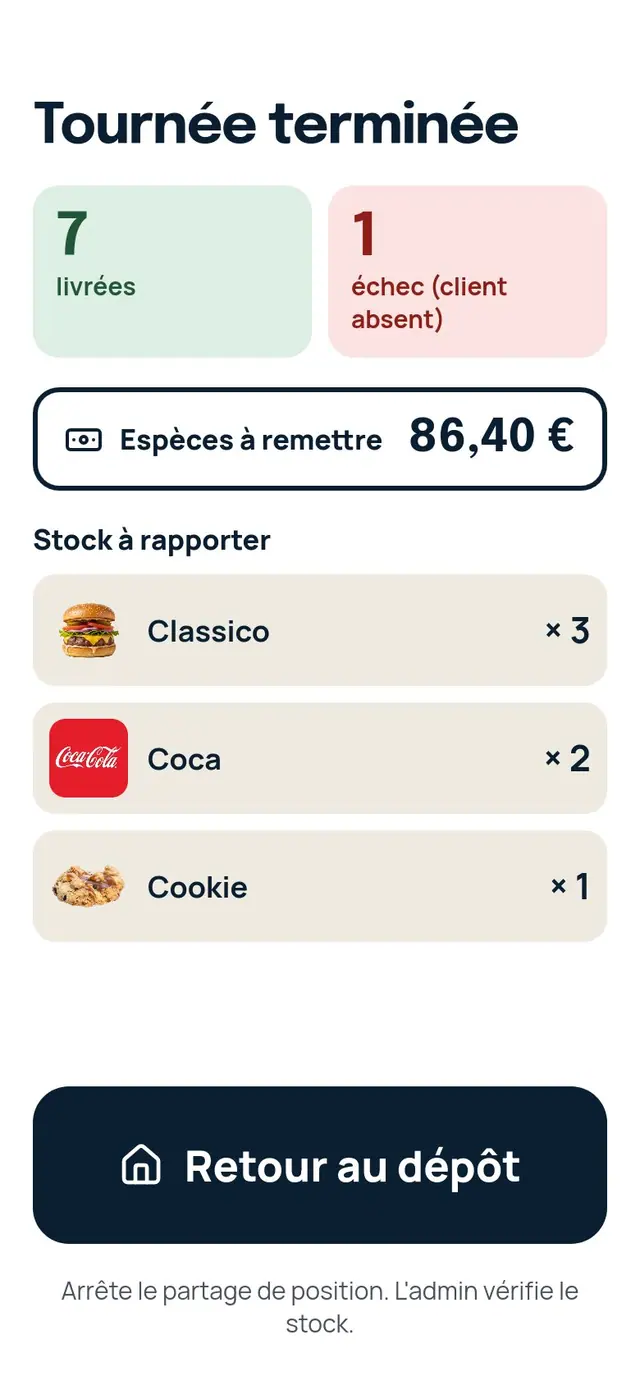 Tournée terminée
7
livrées
1
échec (client
absent)
Espèces à remettre 86,40 €
Stock à rapporter
Classico × 3
Coca-Cola
Coca × 2
Cookie × 1
Retour au dépôt
Arrête le partage de position. L'admin vérifie le
stock.